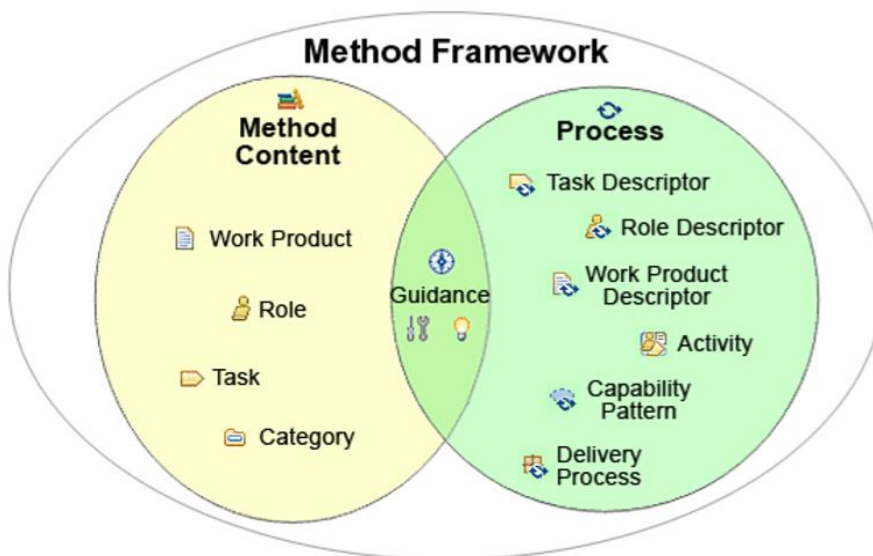 Method Framework
Method
Content
Work Product
Role
Task
Category
Guidance
Process
Task Descriptor
Role Descriptor
Work Product
Descriptor
Activity
Capability
Pattern
Delivery
Process